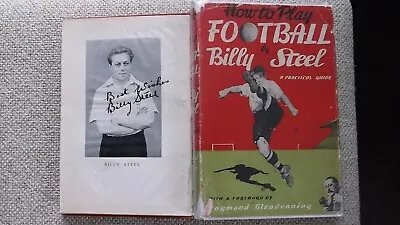 Best Wishes
Billy Steel
BILLY STEEL
How to Play
FOOTBALL
by
Billy Steel
A PRACTICAL GUIDE
WITH A FOREWORD BY
Raymond Glendenning